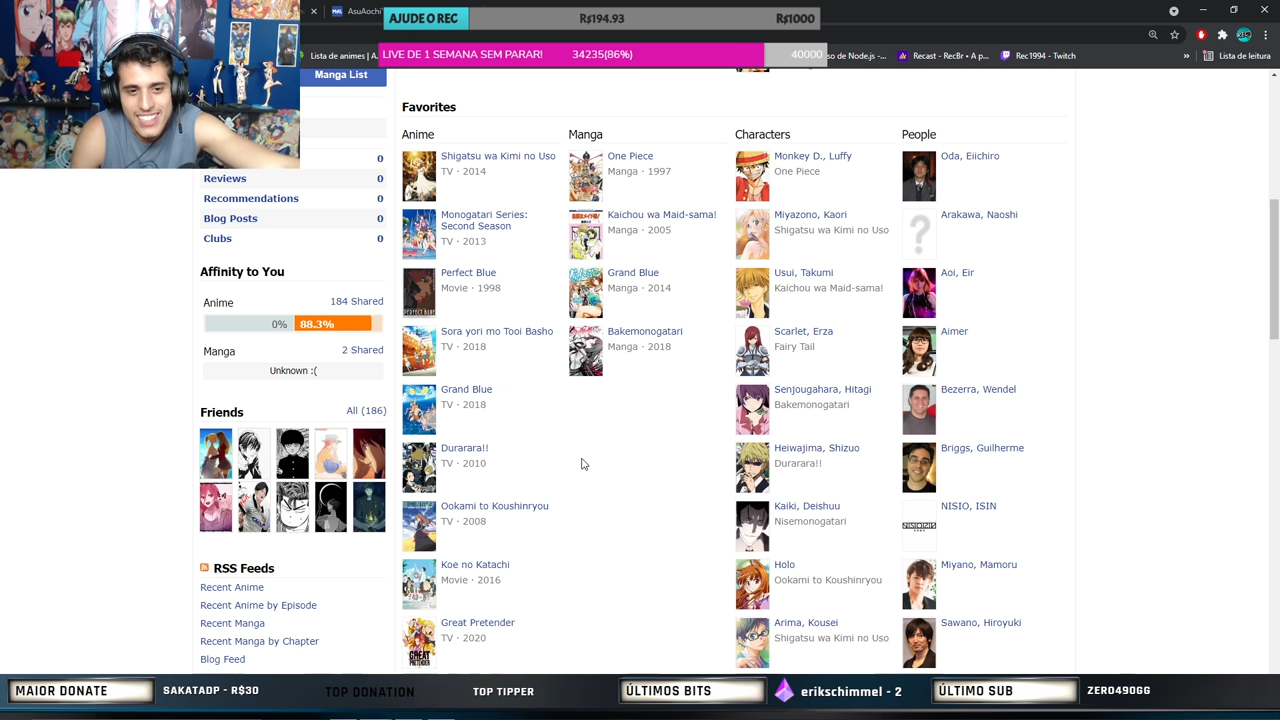 AsuAochi
AJUDE O REC
R$194.93
R$1000
LIVE DE 1 SEMANA SEM PARAR!
34235(86%)
40000
Lista de animes | A.
so de Node.js -...
Recast - Rec8r • A p...
Rec1994 - Twitch
»
Lista de leitura
Manga List
0
Reviews 0
Recommendations 0
Blog Posts 0
Clubs 0
Affinity to You
Anime 184 Shared
0% 88.3%
Manga 2 Shared
Unknown :(
Friends All (186)
RSS Feeds
Recent Anime
Recent Anime by Episode
Recent Manga
Recent Manga by Chapter
Blog Feed
Favorites
Anime
Shigatsu wa Kimi no Uso
TV · 2014
Monogatari Series:
Second Season
TV · 2013
Perfect Blue
Movie · 1998
Sora yori mo Tooi Basho
TV · 2018
Grand Blue
TV · 2018
Durarara!!
TV · 2010
Ookami to Koushinryou
TV · 2008
Koe no Katachi
Movie · 2016
Great Pretender
TV · 2020
GREAT
PRETENDER
Manga
One Piece
Manga · 1997
Kaichou wa Maid-sama!
Manga · 2005
Grand Blue
Manga · 2014
Bakemonogatari
Manga · 2018
Characters
Monkey D., Luffy
One Piece
Miyazono, Kaori
Shigatsu wa Kimi no Uso
Usui, Takumi
Kaichou wa Maid-sama!
Scarlet, Erza
Fairy Tail
Senjougahara, Hitagi
Bakemonogatari
Heiwajima, Shizuo
Durarara!!
Kaiki, Deishuu
Nisemonogatari
Holo
Ookami to Koushinryou
Arima, Kousei
Shigatsu wa Kimi no Uso
People
Oda, Eiichiro
?
Arakawa, Naoshi
Aoi, Eir
Aimer
Bezerra, Wendel
Briggs, Guilherme
NISIO, ISIN
Miyano, Mamoru
Sawano, Hiroyuki
MAIOR DONATE
SAKATADP - R$30
TOP DONATION
TOP TIPPER
ÚLTIMOS BITS
erikschimmel - 2
ÚLTIMO SUB
ZERO490GG